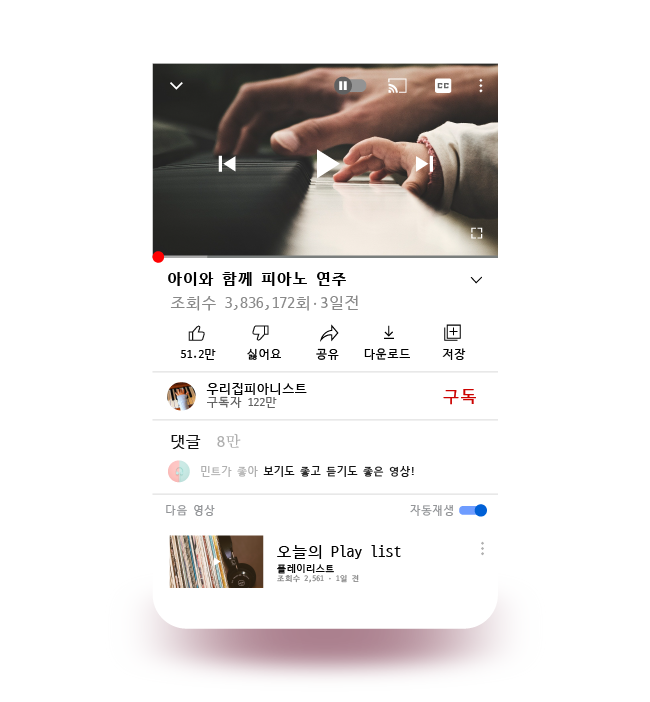 CC
아이와 함께 피아노 연주
조회수 3,836,172회·3일전
51.2만 싫어요 공유 다운로드 저장
우리집피아니스트
구독자 122만
구독
댓글 8만
민트가 좋아 보기도 좋고 듣기도 좋은 영상!
다음 영상 자동재생
오늘의 Play list
플레이리스트
조회수 2,561 · 1일 전